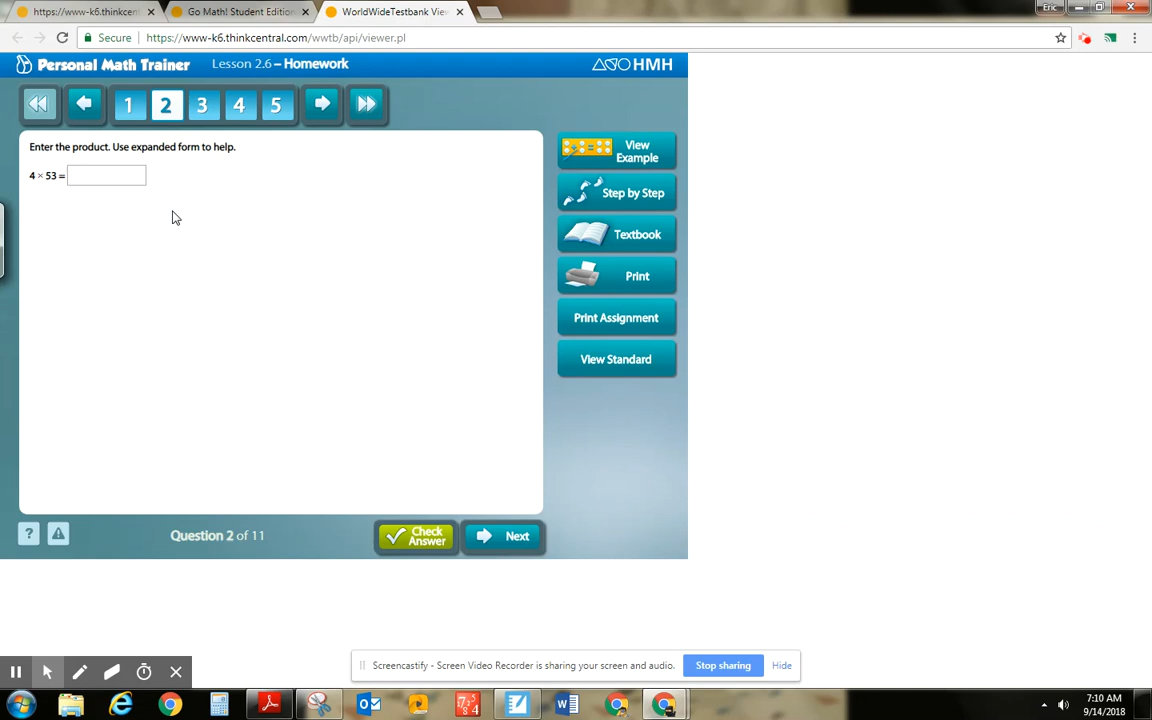 https://www-k6.thinkcent
Go Math! Student Edition
WorldWideTestbank View
Eric
Secure
https://www-k6.thinkcentral.com/wwtb/api/viewer.pl
Personal Math Trainer
Lesson 2.6 – Homework
HMH
1 2 3 4 5
Enter the product. Use expanded form to help.
4 × 53 =
View
Example
Step by Step
Textbook
Print
Print Assignment
View Standard
?
Question 2 of 11
Check
Answer
Next
Screencastify - Screen Video Recorder is sharing your screen and audio.
Stop sharing
Hide
7:10 AM
9/14/2018